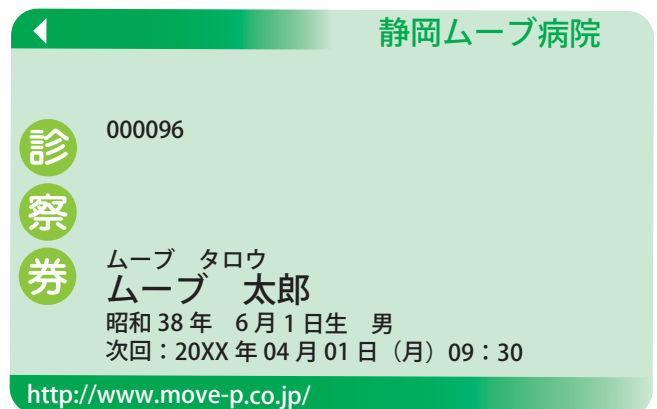 静岡ムーブ病院
000096
診察券
ムーブ　タロウ
ムーブ　太郎
昭和 38 年　6 月 1 日生　男
次回：20XX 年 04 月 01 日（月）09：30
http://www.move-p.co.jp/